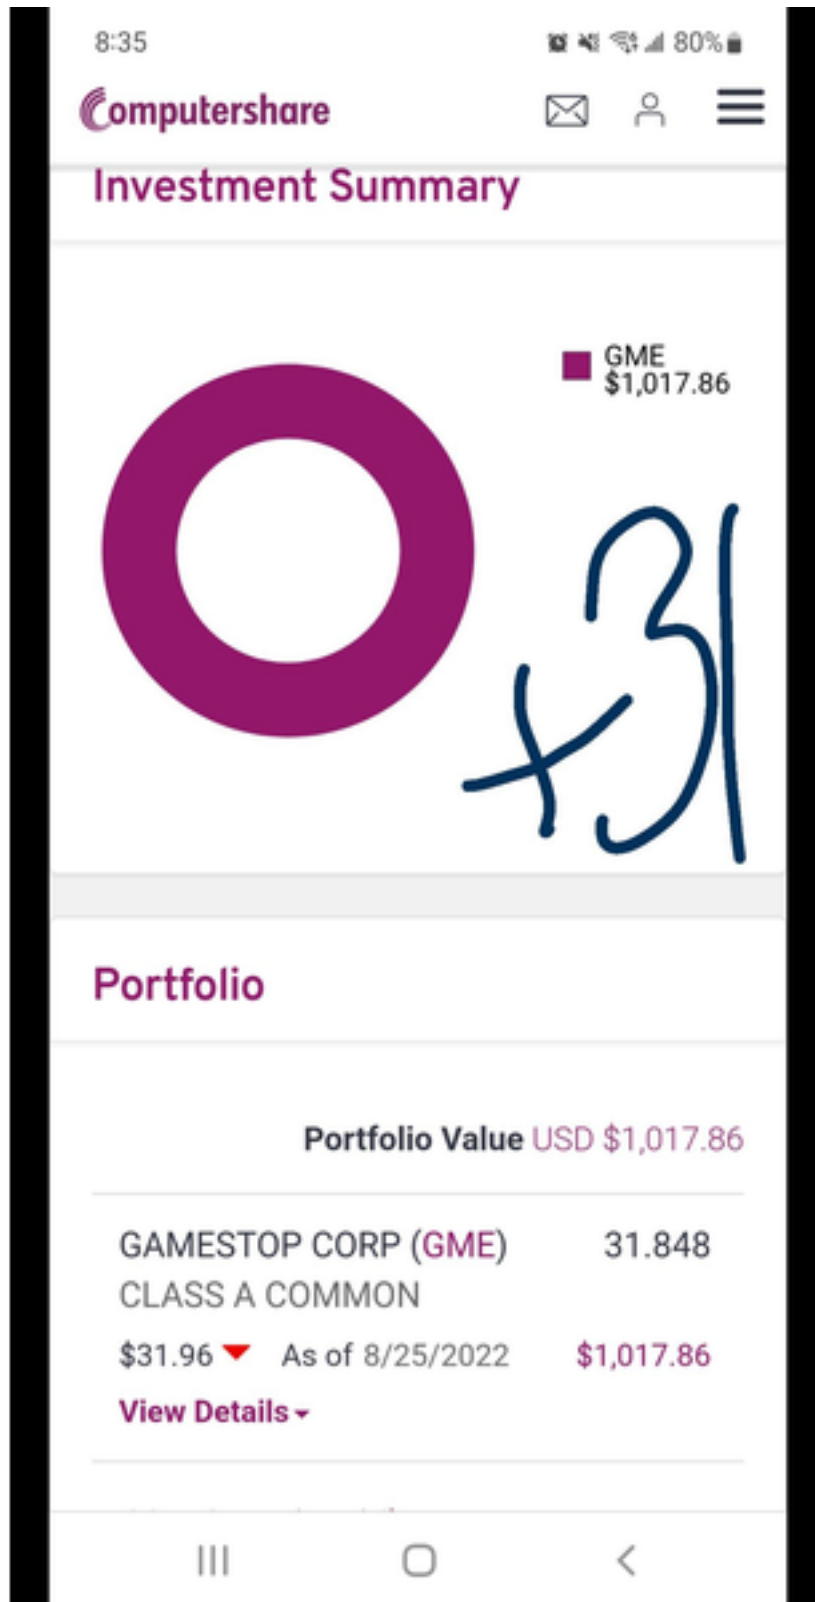 8:35 80%
Computershare
Investment Summary
GME
$1,017.86
+31
Portfolio
Portfolio Value USD $1,017.86
GAMESTOP CORP (GME) 31.848
CLASS A COMMON
$31.96 As of 8/25/2022 $1,017.86
View Details